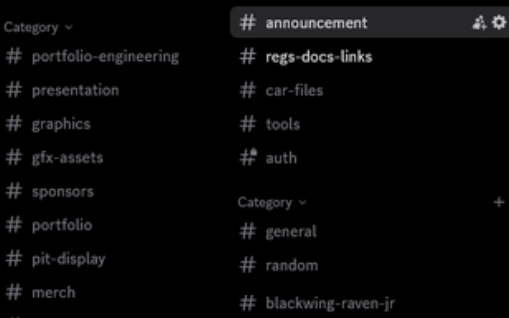 Category
# portfolio-engineering
# presentation
# graphics
# gfx-assets
# sponsors
# portfolio
# pit-display
# merch
# announcement
# regs-docs-links
# car-files
# tools
# auth
Category
# general
# random
# blackwing-raven-jr